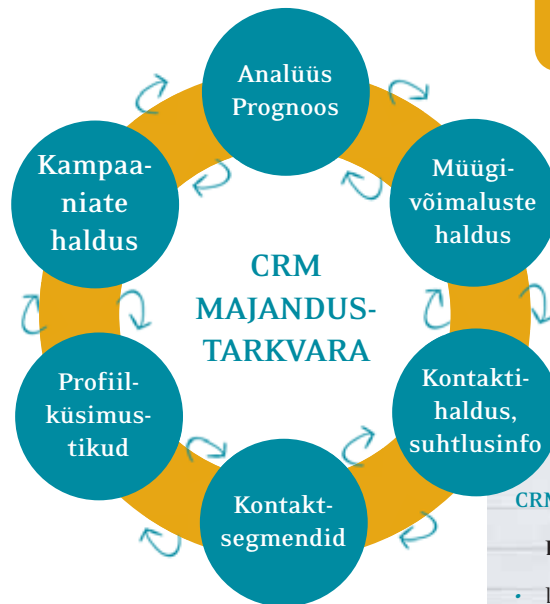 Analüüs
Prognoos
Müügi-
võimaluste
haldus
Kontakti-
haldus,
suhtlusinfo
Kontakt-
segmendid
Profiil-
küsimus-
tikud
Kampaa-
niate
haldus
CRM
MAJANDUS-
TARKVARA
CRM